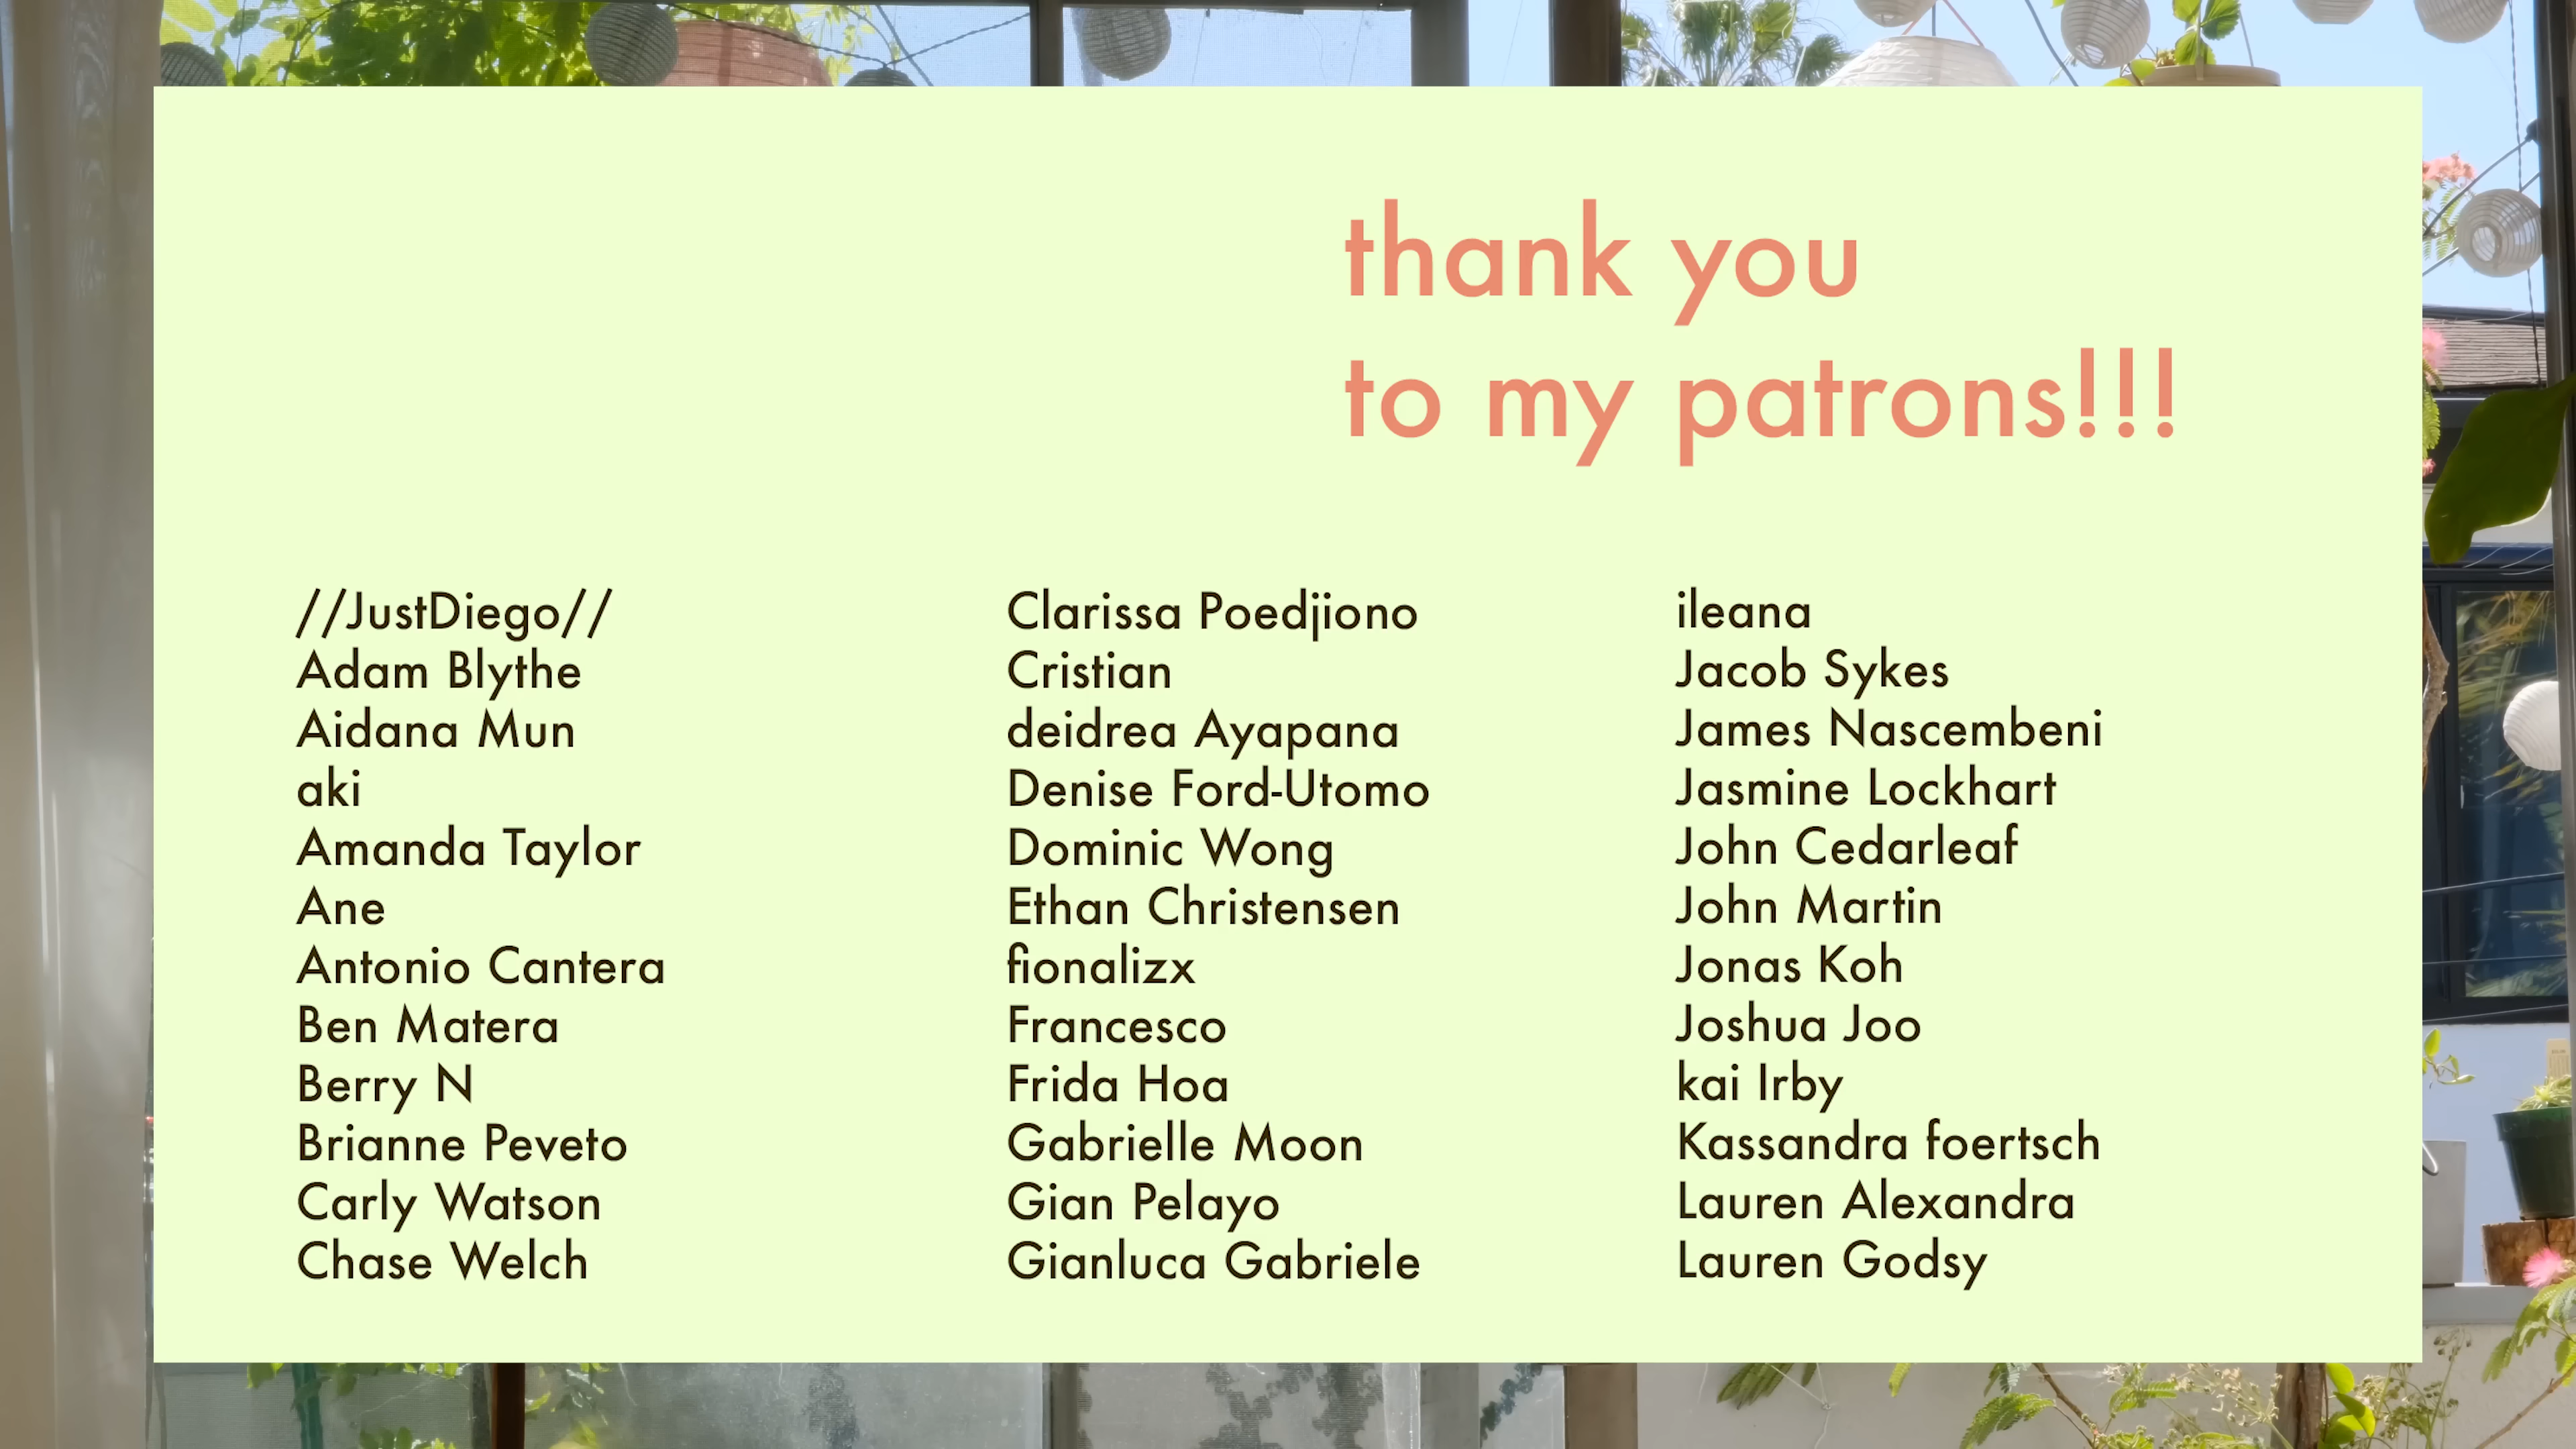 thank you
to my patrons!!!
//JustDiego//
Adam Blythe
Aidana Mun
aki
Amanda Taylor
Ane
Antonio Cantera
Ben Matera
Berry N
Brianne Peveto
Carly Watson
Chase Welch
Clarissa Poedjiono
Cristian
deidrea Ayapana
Denise Ford-Utomo
Dominic Wong
Ethan Christensen
fionalizx
Francesco
Frida Hoa
Gabrielle Moon
Gian Pelayo
Gianluca Gabriele
ileana
Jacob Sykes
James Nascembeni
Jasmine Lockhart
John Cedarleaf
John Martin
Jonas Koh
Joshua Joo
kai Irby
Kassandra foertsch
Lauren Alexandra
Lauren Godsy